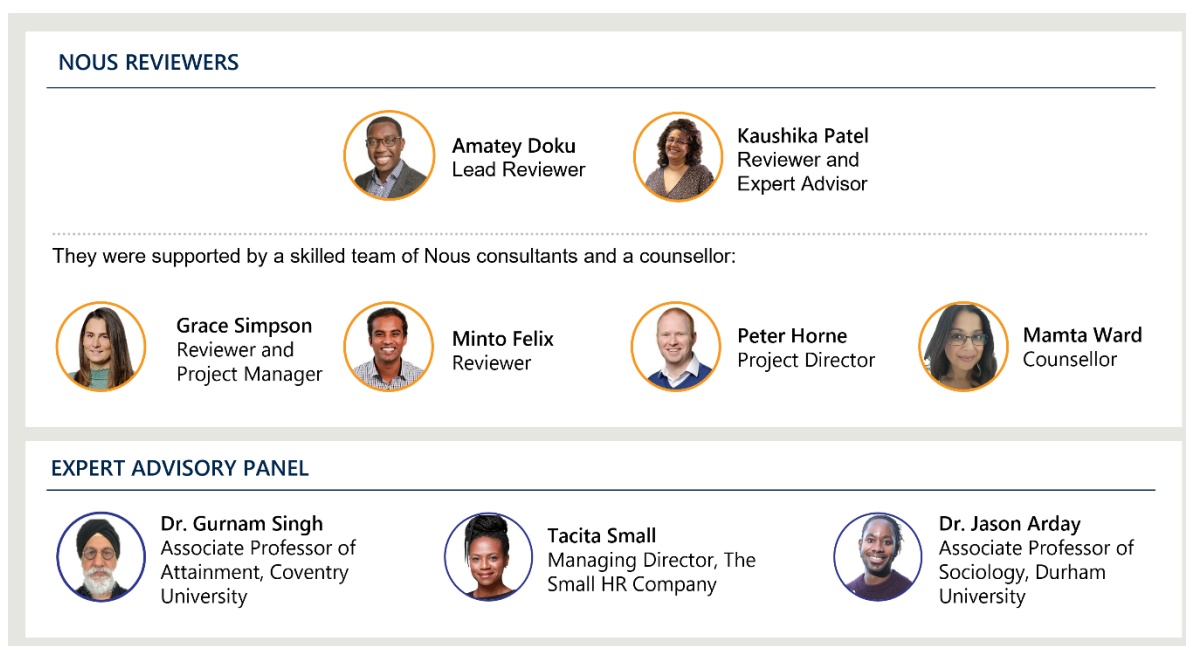 NOUS REVIEWERS
Amatey Doku
Lead Reviewer
Kaushika Patel
Reviewer and
Expert Advisor
They were supported by a skilled team of Nous consultants and a counsellor:
Grace Simpson
Reviewer and
Project Manager
Minto Felix
Reviewer
Peter Horne
Project Director
Mamta Ward
Counsellor
EXPERT ADVISORY PANEL
Dr. Gurnam Singh
Associate Professor of
Attainment, Coventry
University
Tacita Small
Managing Director, The
Small HR Company
Dr. Jason Arday
Associate Professor of
Sociology, Durham
University